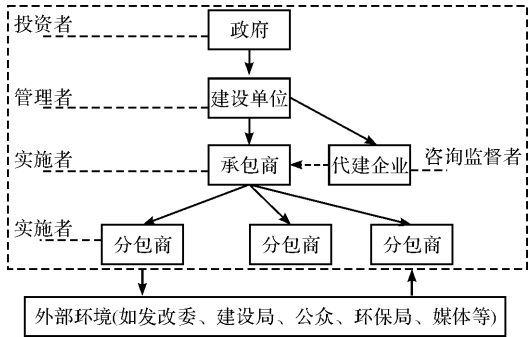 投资者
政府
管理者
建设单位
实施者
承包商
代建企业
咨询监督者
实施者
分包商
分包商
分包商
外部环境(如发改委、建设局、公众、环保局、媒体等)